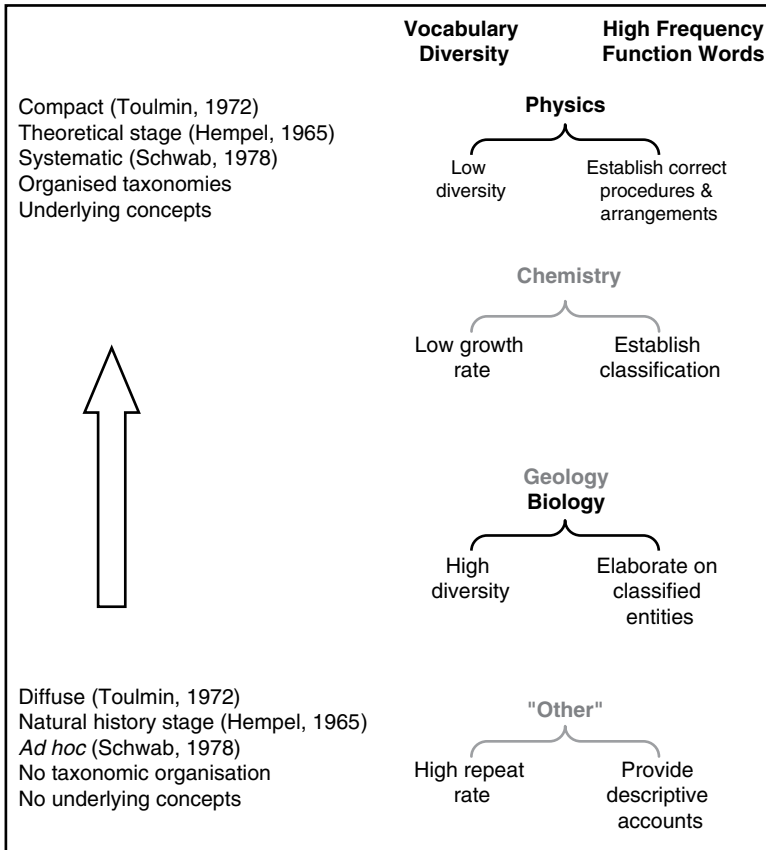 Vocabulary Diversity
High Frequency Function Words
Compact (Toulmin, 1972)
Theoretical stage (Hempel, 1965)
Systematic (Schwab, 1978)
Organised taxonomies
Underlying concepts
Physics
Low
diversity
Establish correct
procedures &
arrangements
Chemistry
Low growth
rate
Establish
classification
Geology
Biology
High
diversity
Elaborate on
classified
entities
Diffuse (Toulmin, 1972)
Natural history stage (Hempel, 1965)
Ad hoc (Schwab, 1978)
No taxonomic organisation
No underlying concepts
"Other"
High repeat
rate
Provide
descriptive
accounts